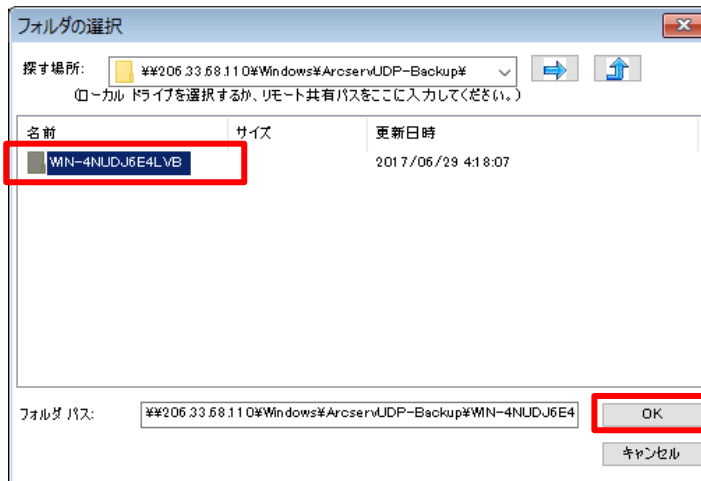 フォルダの選択
探す場所: ¥¥206.33.68.110¥Windows¥ArcservUDP-Backup¥
(ローカル ドライブを選択するか、リモート共有パスをここに入力してください。)
名前 サイズ 更新日時
WIN-4NUDJ6E4LVB 2017/06/29 4:18:07
フォルダ パス: ¥¥206.33.68.110¥Windows¥ArcservUDP-Backup¥WIN-4NUDJ6E4 OK
キャンセル